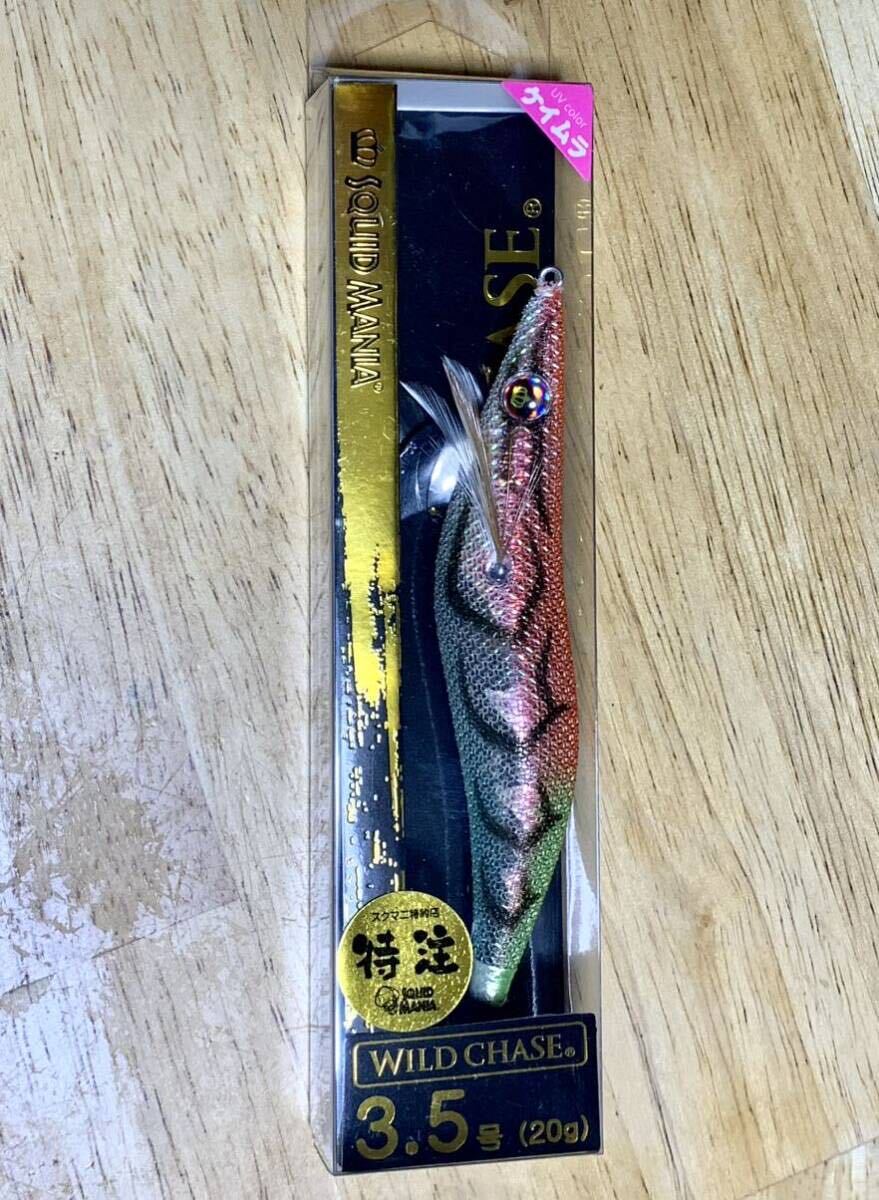 UV color
ケイムラ
SQUID MANIA®
ASE®
スクマニ特約店
特注
SQUID
MANIA
WILD CHASE®
3.5号 (20g)